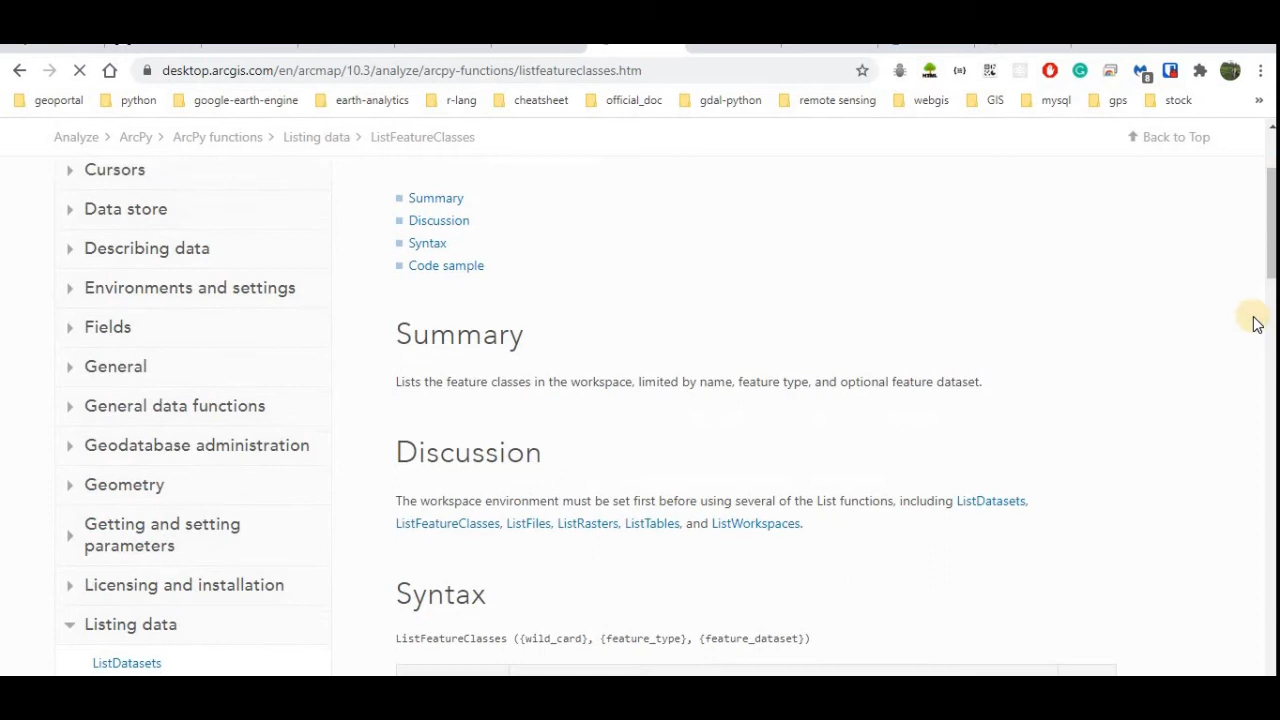 desktop.arcgis.com/en/arcmap/10.3/analyze/arcpy-functions/listfeatureclasses.htm
8
geoportal python google-earth-engine earth-analytics r-lang cheatsheet official_doc gdal-python remote sensing webgis GIS mysql gps stock »
Analyze > ArcPy > ArcPy functions > Listing data > ListFeatureClasses
Back to Top
Cursors
Data store
Describing data
Environments and settings
Fields
General
General data functions
Geodatabase administration
Geometry
Getting and setting
parameters
Licensing and installation
Listing data
ListDatasets
Summary
Discussion
Syntax
Code sample
Summary
Lists the feature classes in the workspace, limited by name, feature type, and optional feature dataset.
Discussion
The workspace environment must be set first before using several of the List functions, including ListDatasets,
ListFeatureClasses, ListFiles, ListRasters, ListTables, and ListWorkspaces.
Syntax
ListFeatureClasses ({wild_card}, {feature_type}, {feature_dataset})